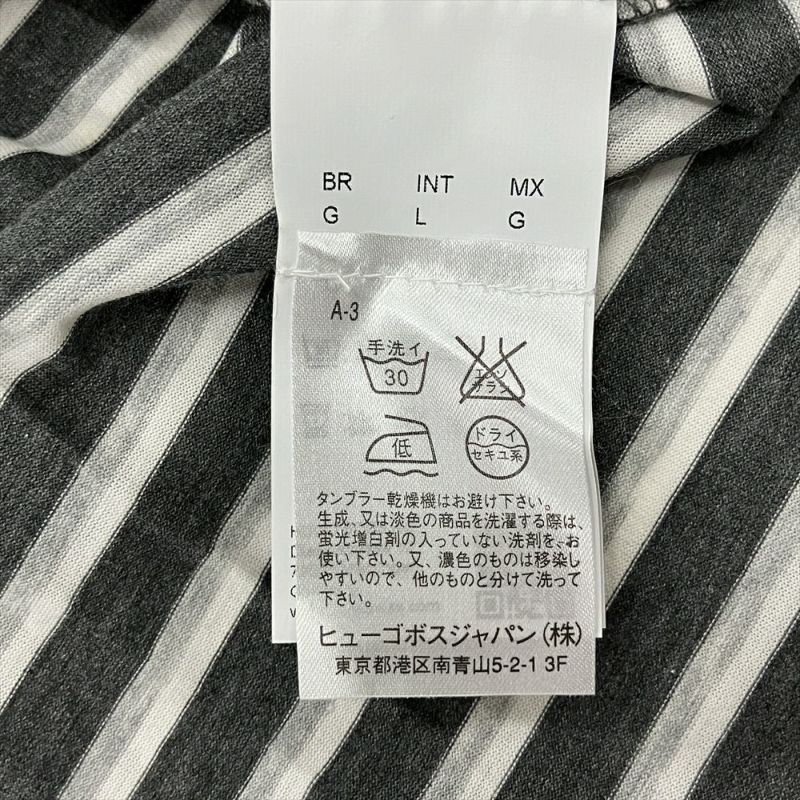 BR INT MX
G L G
A-3
手洗イ
30
エンソ
サラシ
低
ドライ
セキユ系
タンブラー乾燥機はお避け下さい。
生成、又は淡色の商品を洗濯する際は、
蛍光増白剤の入っていない洗剤を、お
使い下さい。又、濃色のものは移染し
やすいので、他のものと分けて洗って
下さい。
ヒューゴボスジャパン(株)
東京都港区南青山5-2-1 3F